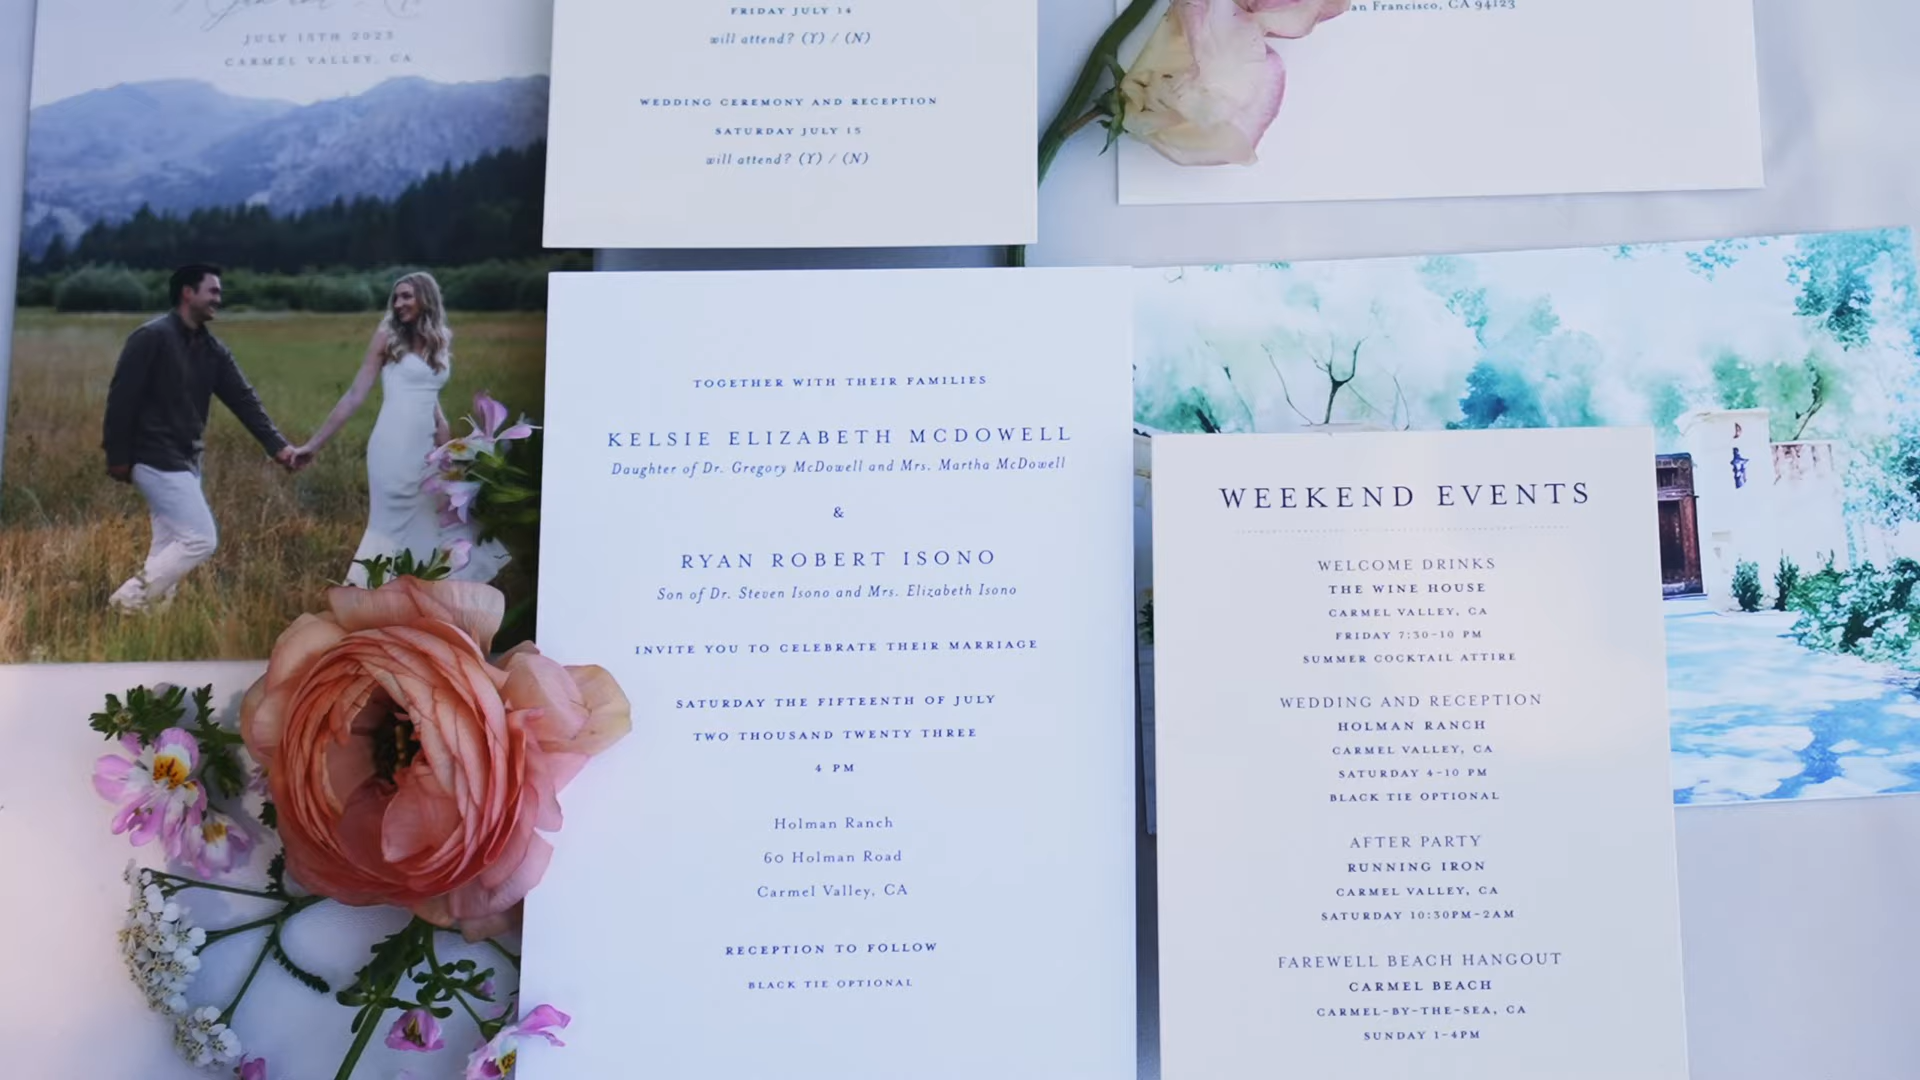 JULY 15TH 2023
CARMEL VALLEY, CA
FRIDAY JULY 14
will attend? (Y) / (N)
WEDDING CEREMONY AND RECEPTION
SATURDAY JULY 15
will attend? (Y) / (N)
San Francisco, CA 94123
TOGETHER WITH THEIR FAMILIES
KELSIE ELIZABETH MCDOWELL
Daughter of Dr. Gregory McDowell and Mrs. Martha McDowell
&
RYAN ROBERT ISONO
Son of Dr. Steven Isono and Mrs. Elizabeth Isono
INVITE YOU TO CELEBRATE THEIR MARRIAGE
SATURDAY THE FIFTEENTH OF JULY
TWO THOUSAND TWENTY THREE
4 PM
Holman Ranch
60 Holman Road
Carmel Valley, CA
RECEPTION TO FOLLOW
BLACK TIE OPTIONAL
WEEKEND EVENTS
WELCOME DRINKS
THE WINE HOUSE
CARMEL VALLEY, CA
FRIDAY 7:30-10 PM
SUMMER COCKTAIL ATTIRE
WEDDING AND RECEPTION
HOLMAN RANCH
CARMEL VALLEY, CA
SATURDAY 4-10 PM
BLACK TIE OPTIONAL
AFTER PARTY
RUNNING IRON
CARMEL VALLEY, CA
SATURDAY 10:30PM-2AM
FAREWELL BEACH HANGOUT
CARMEL BEACH
CARMEL-BY-THE-SEA, CA
SUNDAY 1-4PM